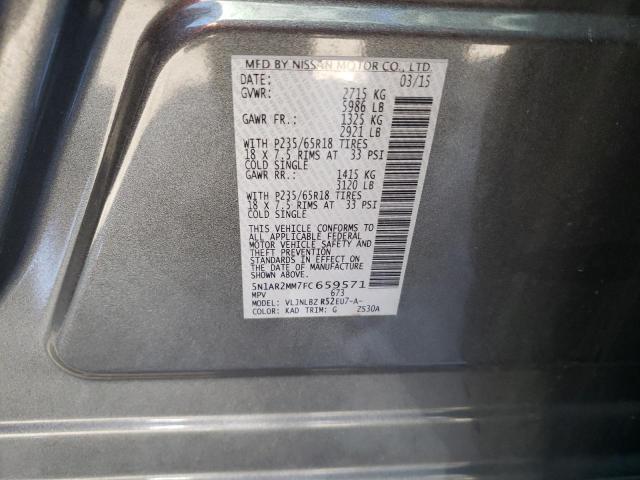 MFD BY NISSAN MOTOR CO., LTD.
DATE: 03/15
GVWR: 2715 KG
5986 LB
GAWR FR.: 1325 KG
2921 LB
WITH P235/65R18 TIRES
18 X 7.5 RIMS AT 33 PSI
COLD SINGLE
GAWR RR.: 1415 KG
3120 LB
WITH P235/65R18 TIRES
18 X 7.5 RIMS AT 33 PSI
COLD SINGLE
THIS VEHICLE CONFORMS TO
ALL APPLICABLE FEDERAL
MOTOR VEHICLE SAFETY AND
THEFT PREVENTION
STANDARDS IN EFFECT ON
THE DATE OF MANUFACTURE
SHOWN ABOVE.
5N1AR2MM7FC659571
MPV 673
MODEL: VLJNLBZ R52EU7-A-
COLOR: KAD TRIM: G ZS30A